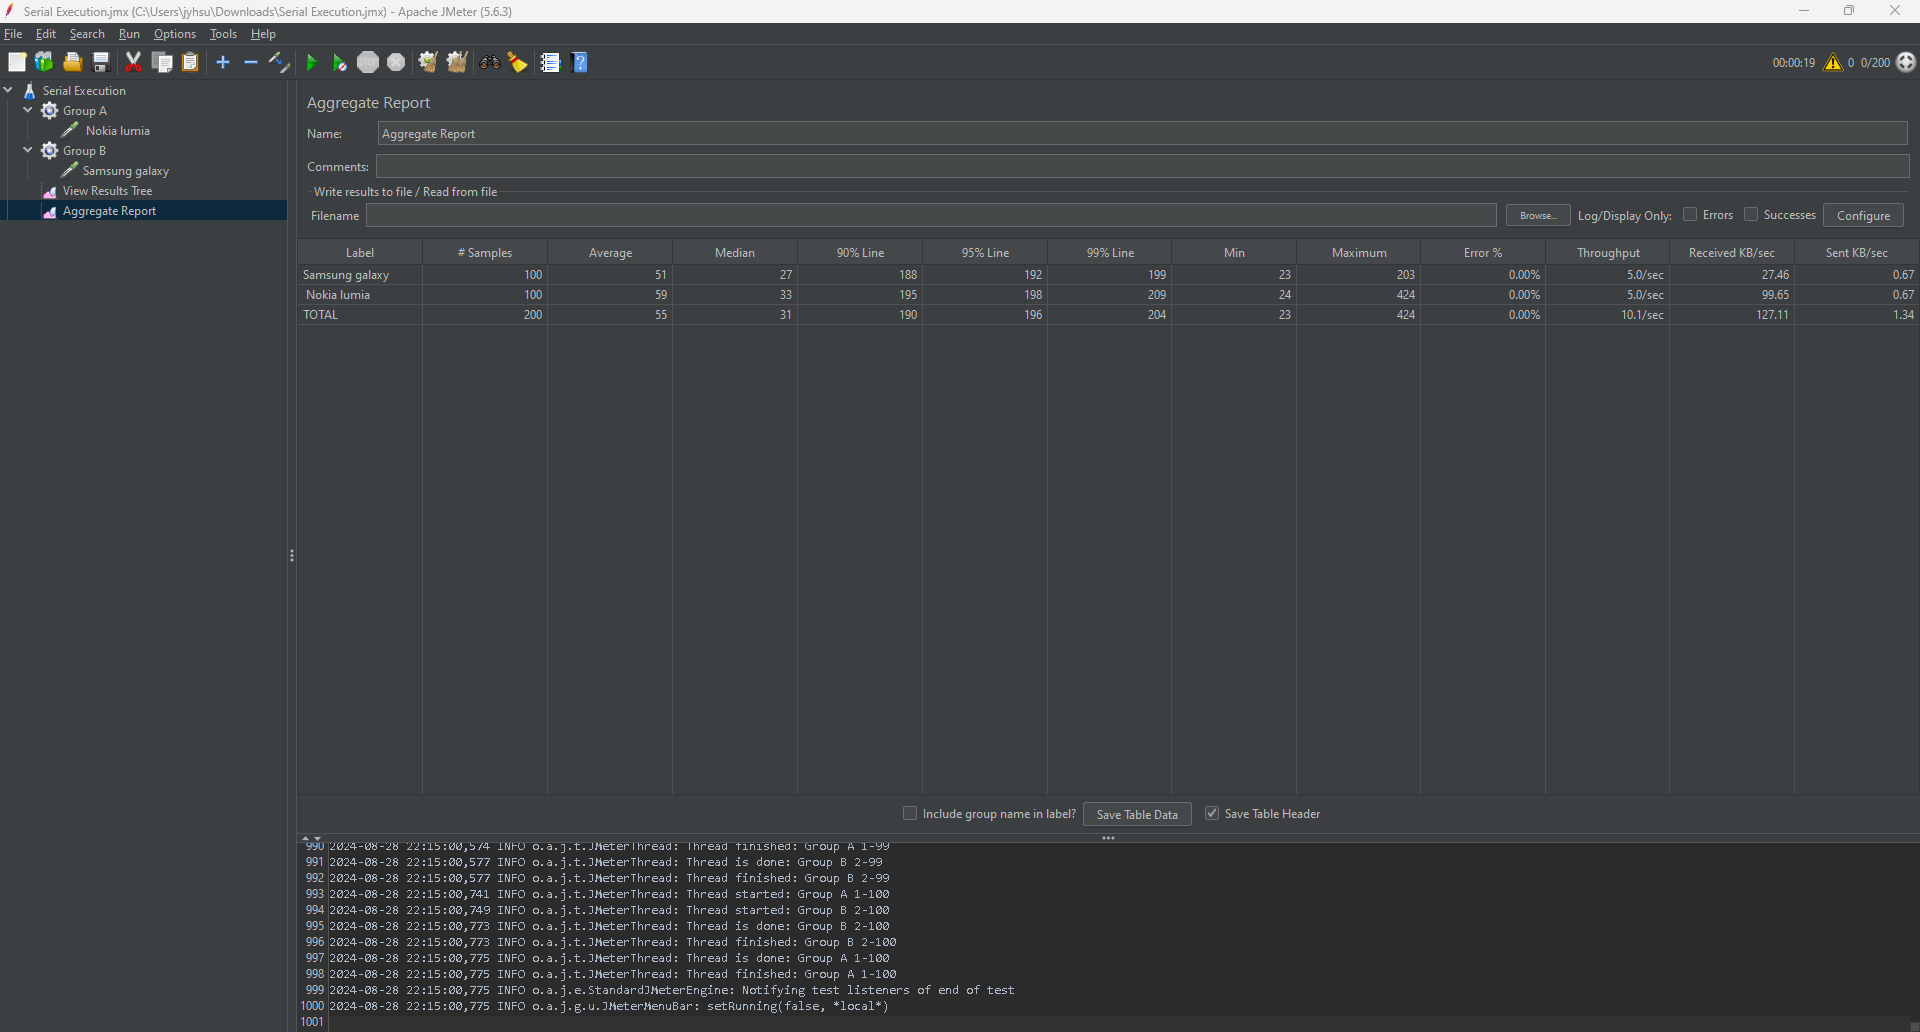 Serial Execution.jmx (C:\Users\jyhsu\Downloads\Serial Execution.jmx) - Apache JMeter (5.6.3)
File Edit Search Run Options Tools Help
00:00:19 0 0/200
Serial Execution
Group A
Nokia lumia
Group B
Samsung galaxy
View Results Tree
Aggregate Report
Aggregate Report
Name: Aggregate Report
Comments:
Write results to file / Read from file
Filename Browse... Log/Display Only: Errors Successes Configure
Label # Samples Average Median 90% Line 95% Line 99% Line Min Maximum Error % Throughput Received KB/sec Sent KB/sec
Samsung galaxy 100 51 27 188 192 199 23 203 0.00% 5.0/sec 27.46 0.67
Nokia lumia 100 59 33 195 198 209 24 424 0.00% 5.0/sec 99.65 0.67
TOTAL 200 55 31 190 196 204 23 424 0.00% 10.1/sec 127.11 1.34
Include group name in label? Save Table Data Save Table Header
990 2024-08-28 22:15:00,574 INFO o.a.j.t.JMeterThread: Thread finished: Group A 1-99
991 2024-08-28 22:15:00,577 INFO o.a.j.t.JMeterThread: Thread is done: Group B 2-99
992 2024-08-28 22:15:00,577 INFO o.a.j.t.JMeterThread: Thread finished: Group B 2-99
993 2024-08-28 22:15:00,741 INFO o.a.j.t.JMeterThread: Thread started: Group A 1-100
994 2024-08-28 22:15:00,749 INFO o.a.j.t.JMeterThread: Thread started: Group B 2-100
995 2024-08-28 22:15:00,773 INFO o.a.j.t.JMeterThread: Thread is done: Group B 2-100
996 2024-08-28 22:15:00,773 INFO o.a.j.t.JMeterThread: Thread finished: Group B 2-100
997 2024-08-28 22:15:00,775 INFO o.a.j.t.JMeterThread: Thread is done: Group A 1-100
998 2024-08-28 22:15:00,775 INFO o.a.j.t.JMeterThread: Thread finished: Group A 1-100
999 2024-08-28 22:15:00,775 INFO o.a.j.e.StandardJMeterEngine: Notifying test listeners of end of test
1000 2024-08-28 22:15:00,775 INFO o.a.j.g.u.JMeterMenuBar: setRunning(false, *local*)
1001